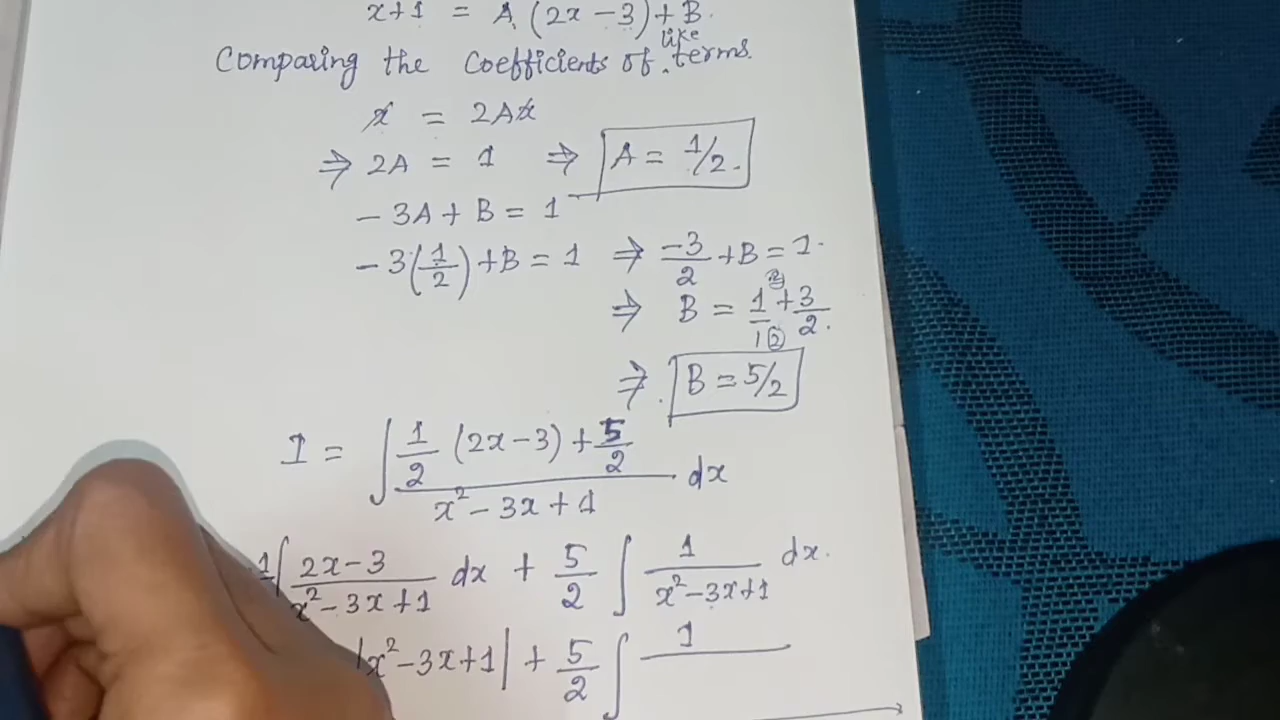 x+1 = A (2x-3) + B.
Comparing the Coefficients of like terms.
x = 2Ax
⇒ 2A = 1 ⇒ A = 1/2.
-3A + B = 1
-3(1/2) + B = 1 ⇒ -3/2 + B = 1.
⇒ B = 1/1 + 3/2.
⇒ B = 5/2
I = ∫ (1/2 (2x-3) + 5/2)/(x²-3x+1) dx
1/2 ∫ (2x-3)/(x²-3x+1) dx + 5/2 ∫ 1/(x²-3x+1) dx.
|x²-3x+1| + 5/2 ∫ 1